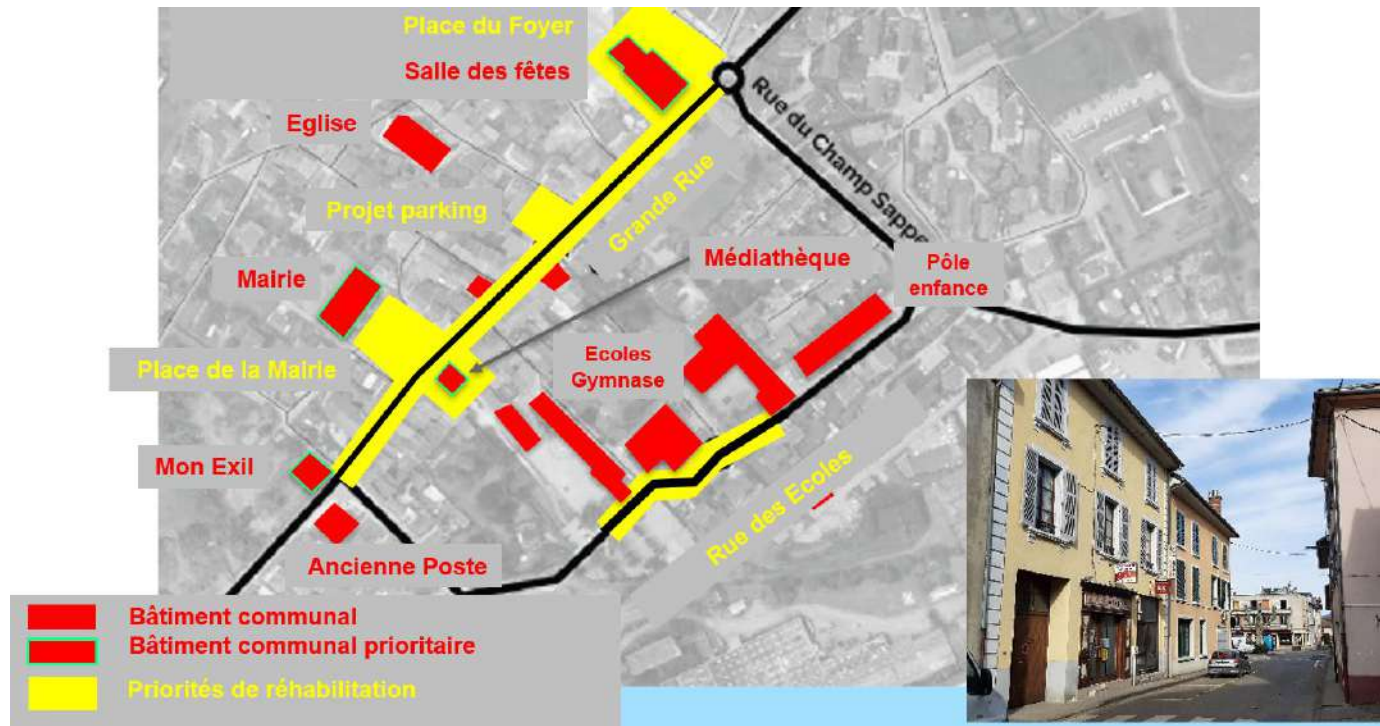 Place du Foyer
Salle des fêtes
Eglise
Rue du Champ Sappe
Projet parking
Grande Rue
Médiathèque
Pôle
enfance
Mairie
Place de la Mairie
Ecoles
Gymnase
Mon Exil
Rue des Ecoles
Ancienne Poste
Bâtiment communal
Bâtiment communal prioritaire
Priorités de réhabilitation